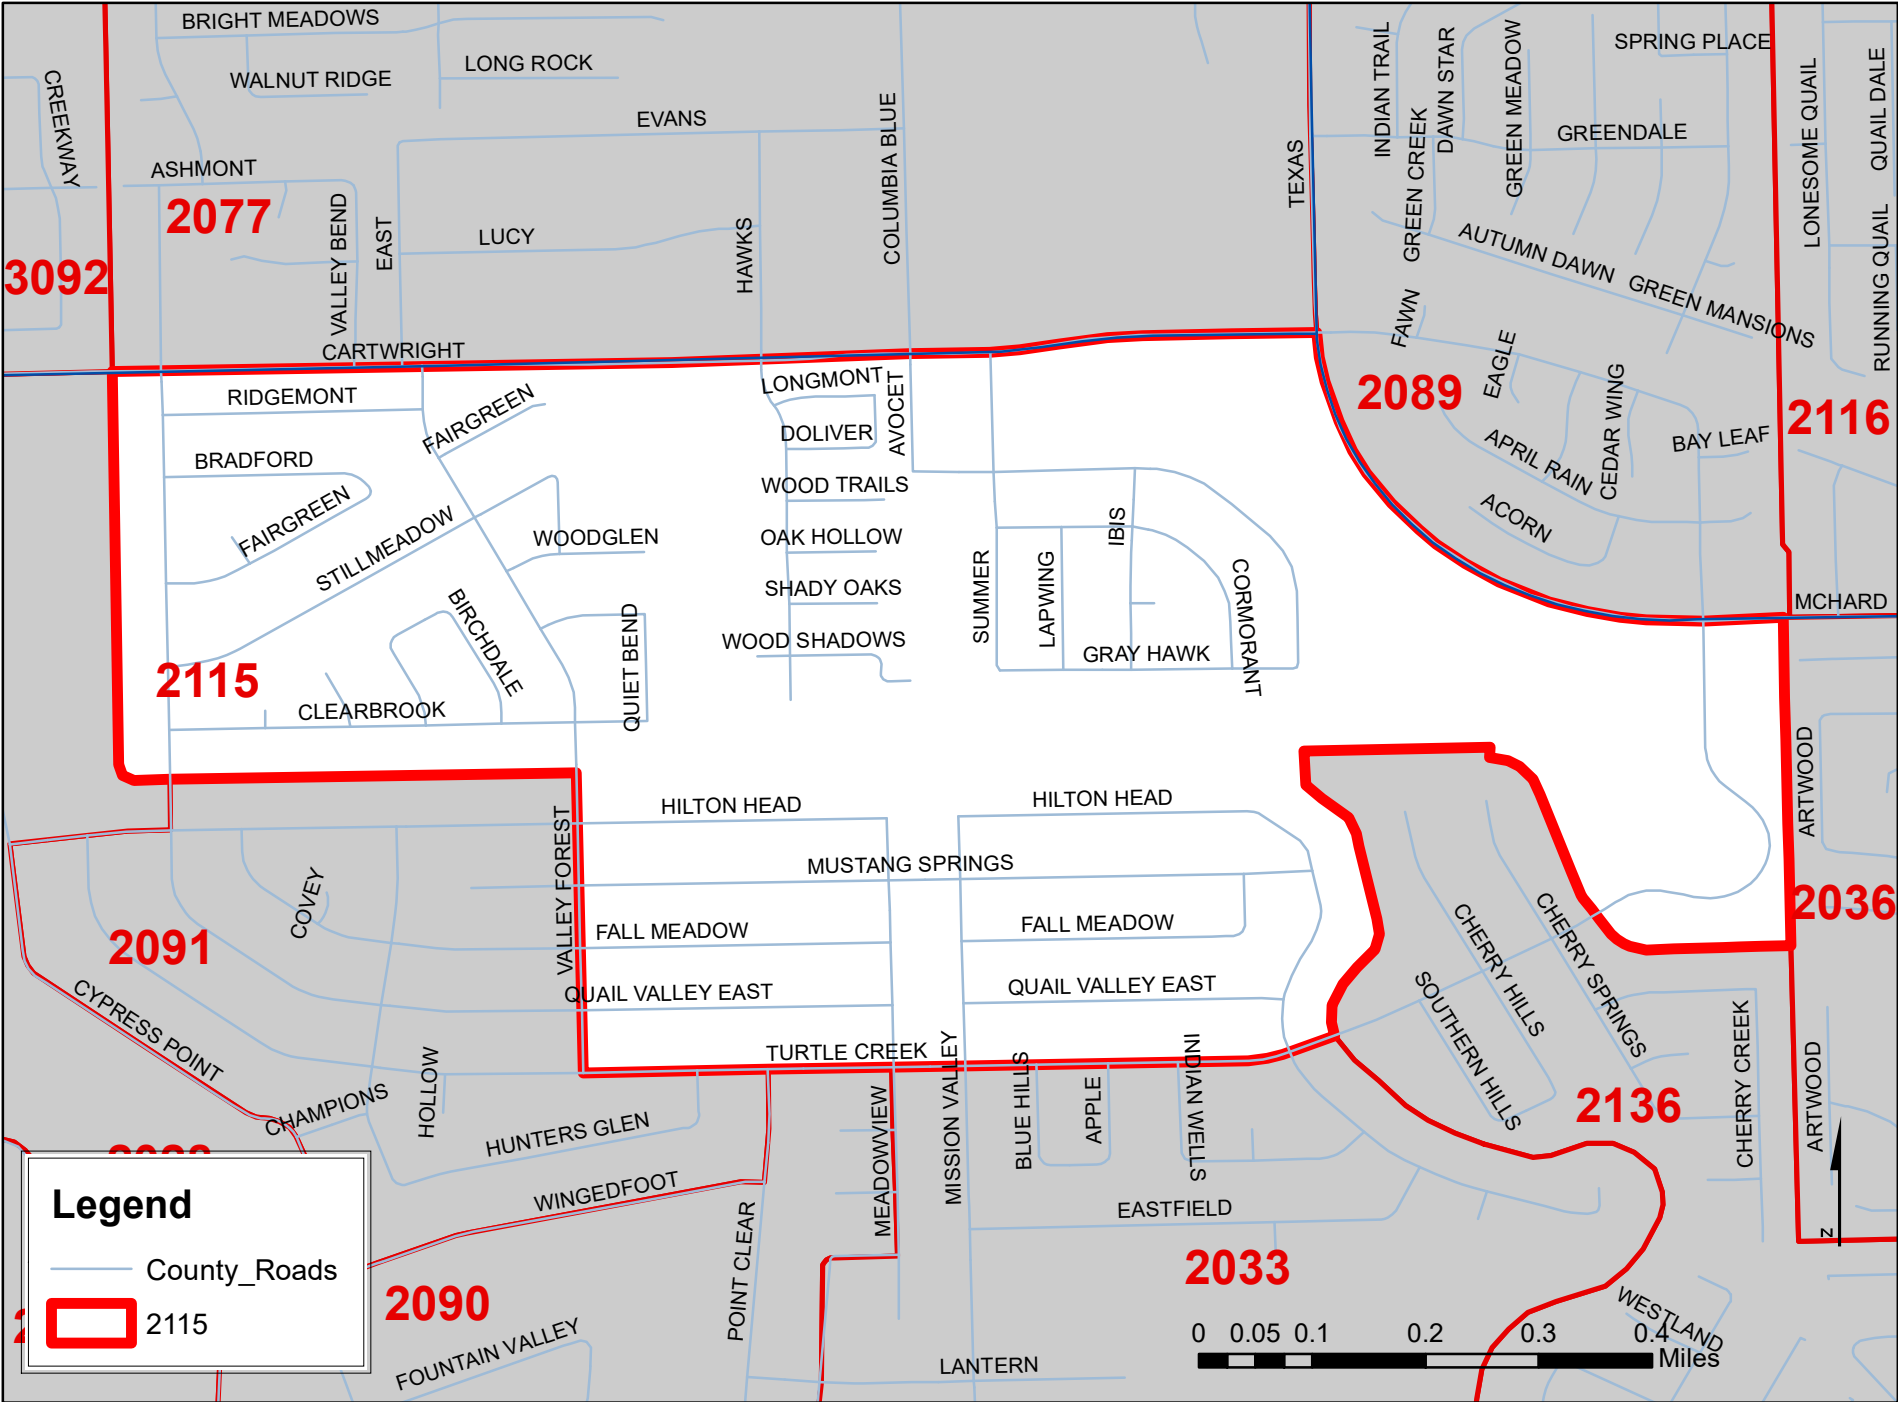 BRIGHT MEADOWS
WALNUT RIDGE
LONG ROCK
CREEKWAY
EVANS
COLUMBIA BLUE
TEXAS
INDIAN TRAIL
DAWN STAR
GREEN MEADOW
SPRING PLACE
GREENDALE
GREEN CREEK
LONESOME QUAIL
QUAIL DALE
ASHMONT
2077
VALLEY BEND
EAST
LUCY
HAWKS
3092
AUTUMN DAWN
GREEN MANSIONS
RUNNING QUAIL
FAWN
EAGLE
CARTWRIGHT
RIDGEMONT
FAIRGREEN
LONGMONT
AVOCET
DOLIVER
2089
2116
CEDAR WING
BAY LEAF
APRIL RAIN
ACORN
BRADFORD
FAIRGREEN
STILLMEADOW
WOODGLEN
WOOD TRAILS
OAK HOLLOW
SHADY OAKS
WOOD SHADOWS
SUMMER
LAPWING
IBIS
CORMORANT
GRAY HAWK
MCHARD
BIRCHDALE
QUIET BEND
2115
CLEARBROOK
ARTWOOD
HILTON HEAD
HILTON HEAD
VALLEY FOREST
MUSTANG SPRINGS
COVEY
FALL MEADOW
FALL MEADOW
2036
2091
CHERRY HILLS
CHERRY SPRINGS
QUAIL VALLEY EAST
QUAIL VALLEY EAST
SOUTHERN HILLS
CYPRESS POINT
TURTLE CREEK
MISSION VALLEY
BLUE HILLS
APPLE
INDIAN WELLS
CHERRY CREEK
ARTWOOD
2136
CHAMPIONS
HOLLOW
HUNTERS GLEN
MEADOWVIEW
WINGEDFOOT
POINT CLEAR
EASTFIELD
2033
2090
FOUNTAIN VALLEY
LANTERN
WESTLAND
Legend
County_Roads
2115
0 0.05 0.1 0.2 0.3 0.4
Miles
N